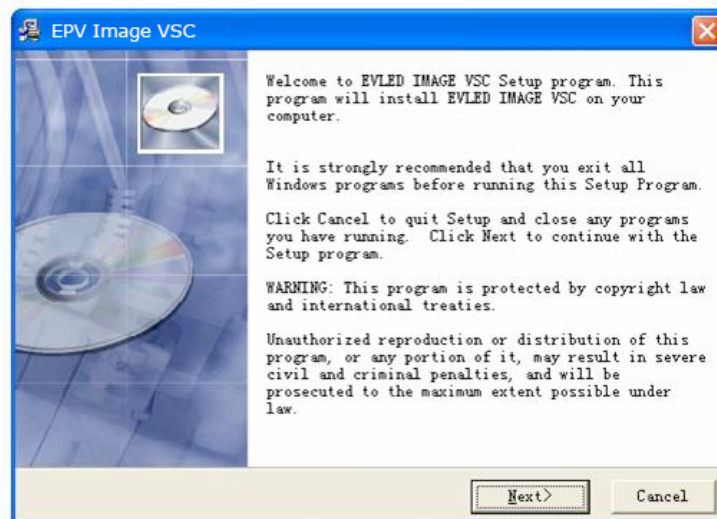 EPV Image VSC
Welcome to EVLED IMAGE VSC Setup program. This
program will install EVLED IMAGE VSC on your
computer.
It is strongly recommended that you exit all
Windows programs before running this Setup Program.
Click Cancel to quit Setup and close any programs
you have running. Click Next to continue with the
Setup program.
WARNING: This program is protected by copyright law
and international treaties.
Unauthorized reproduction or distribution of this
program, or any portion of it, may result in severe
civil and criminal penalties, and will be
prosecuted to the maximum extent possible under
law.
Next> Cancel